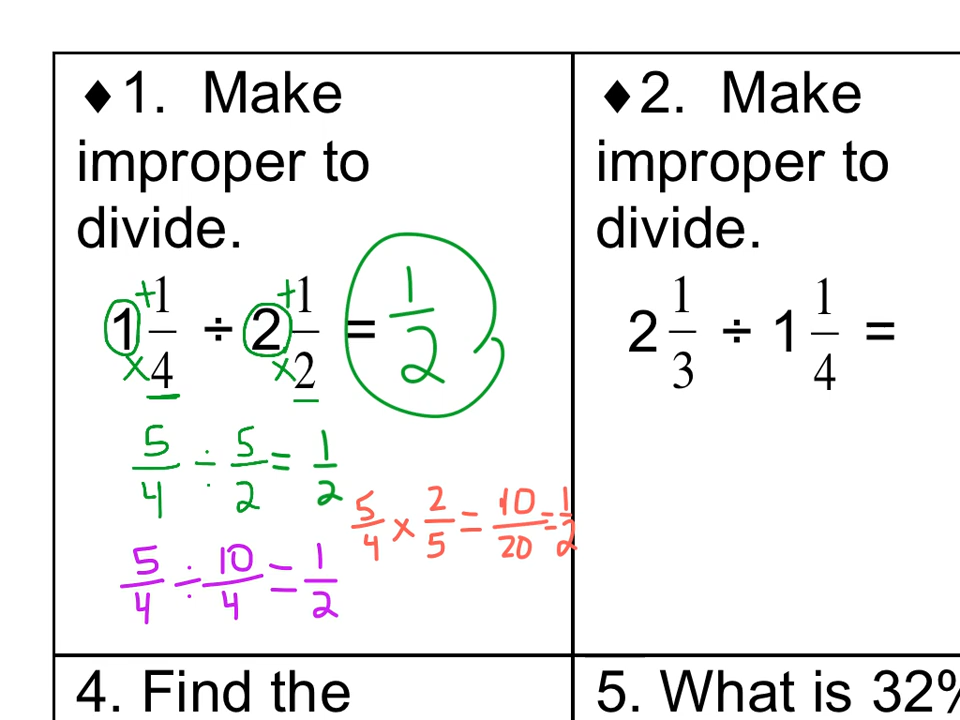 ♦1. Make
improper to
divide.
1 1/4 ÷ 2 1/2 = 1/2
+ +
× ×
5/4 ÷ 5/2 = 1/2
5/4 × 2/5 = 10/20 = 1/2
5/4 ÷ 10/4 = 1/2
♦2. Make
improper to
divide.
2 1/3 ÷ 1 1/4 =
4. Find the
5. What is 32%